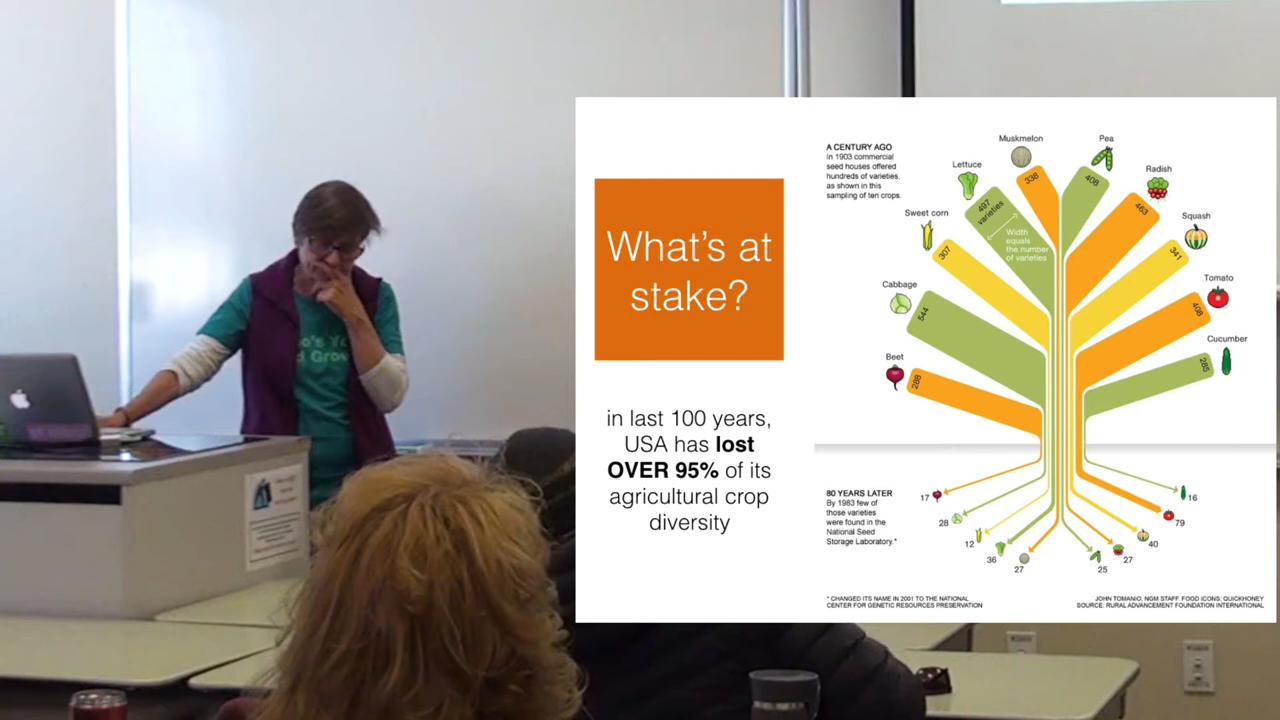 What's at
stake?
in last 100 years,
USA has lost
OVER 95% of its
agricultural crop
diversity
A CENTURY AGO
In 1903 commercial
seed houses offered
hundreds of varieties,
as shown in this
sampling of ten crops.
Muskmelon
338
Pea
408
Lettuce
497
varieties
Width
equals
the number
of varieties
Radish
463
Sweet corn
307
Squash
341
Cabbage
544
Tomato
408
Beet
288
Cucumber
285
80 YEARS LATER
By 1983 few of
those varieties
were found in the
National Seed
Storage Laboratory.*
17
28
12
36
27
25
27
40
79
16
* CHANGED ITS NAME IN 2001 TO THE NATIONAL
CENTER FOR GENETIC RESOURCES PRESERVATION
JOHN TOMANIO, NGM STAFF. FOOD ICONS: QUICKHONEY
SOURCE: RURAL ADVANCEMENT FOUNDATION INTERNATIONAL